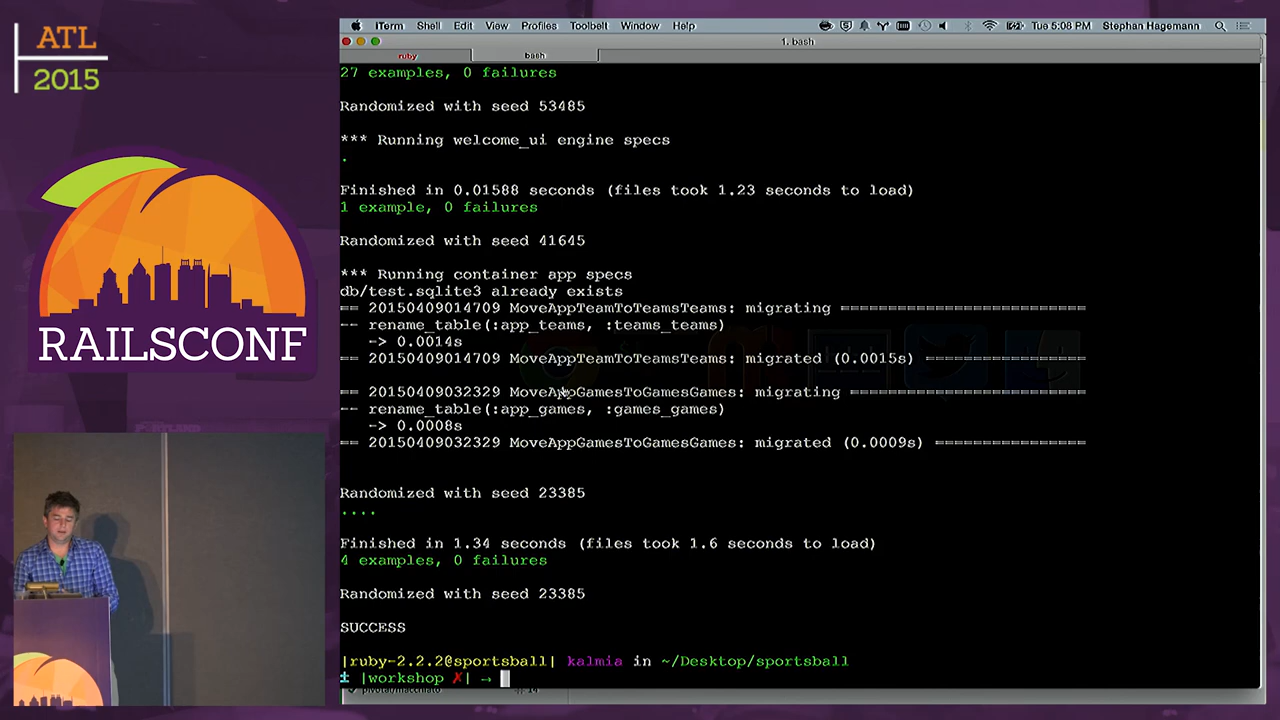 ATL
2015
RAILSCONF
iTerm Shell Edit View Profiles Toolbelt Window Help
Tue 5:08 PM Stephan Hagemann
1. bash
ruby
bash
27 examples, 0 failures
Randomized with seed 53485
*** Running welcome_ui engine specs
.
Finished in 0.01588 seconds (files took 1.23 seconds to load)
1 example, 0 failures
Randomized with seed 41645
*** Running container app specs
db/test.sqlite3 already exists
== 20150409014709 MoveAppTeamToTeamsTeams: migrating ==========================
-- rename_table(:app_teams, :teams_teams)
-> 0.0014s
== 20150409014709 MoveAppTeamToTeamsTeams: migrated (0.0015s) =================
== 20150409032329 MoveAppGamesToGamesGames: migrating =========================
-- rename_table(:app_games, :games_games)
-> 0.0008s
== 20150409032329 MoveAppGamesToGamesGames: migrated (0.0009s) ================
Randomized with seed 23385
....
Finished in 1.34 seconds (files took 1.6 seconds to load)
4 examples, 0 failures
Randomized with seed 23385
SUCCESS
|ruby-2.2.2@sportsball| kalmia in ~/Desktop/sportsball
± |workshop ✗| →